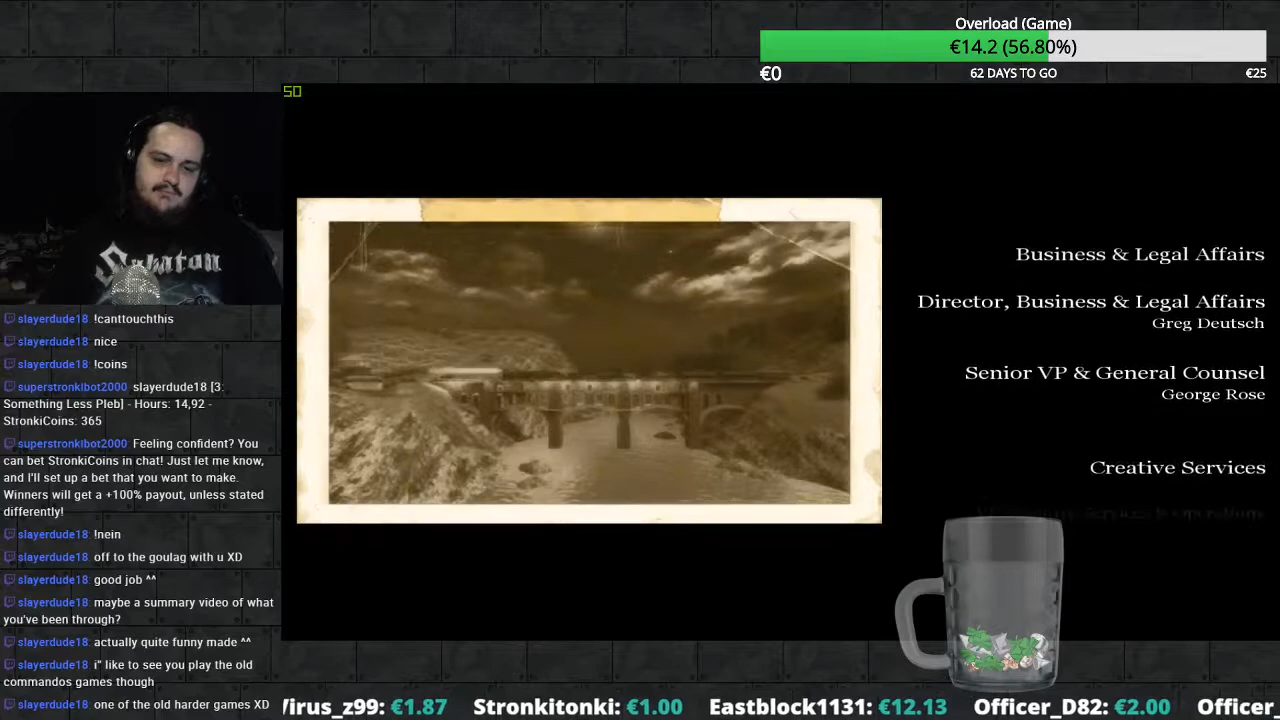 Overload (Game)
€14.2 (56.80%)
€0
62 DAYS TO GO
€25
50
Sabaton
slayerdude18: !canttouchthis
slayerdude18: nice
slayerdude18: !coins
superstronkibot2000: slayerdude18 [3:
Something Less Pleb] - Hours: 14,92 -
StronkiCoins: 365
superstronkibot2000: Feeling confident? You
can bet StronkiCoins in chat! Just let me know,
and I'll set up a bet that you want to make.
Winners will get a +100% payout, unless stated
differently!
slayerdude18: !nein
slayerdude18: off to the goulag with u XD
slayerdude18: good job ^^
slayerdude18: maybe a summary video of what
you've been through?
slayerdude18: actually quite funny made ^^
slayerdude18: i" like to see you play the old
commandos games though
slayerdude18: one of the old harder games XD
Business & Legal Affairs
Director, Business & Legal Affairs
Greg Deutsch
Senior VP & General Counsel
George Rose
Creative Services
Virus_z99: €1.87 Stronkitonki: €1.00 Eastblock1131: €12.13 Officer_D82: €2.00 Officer